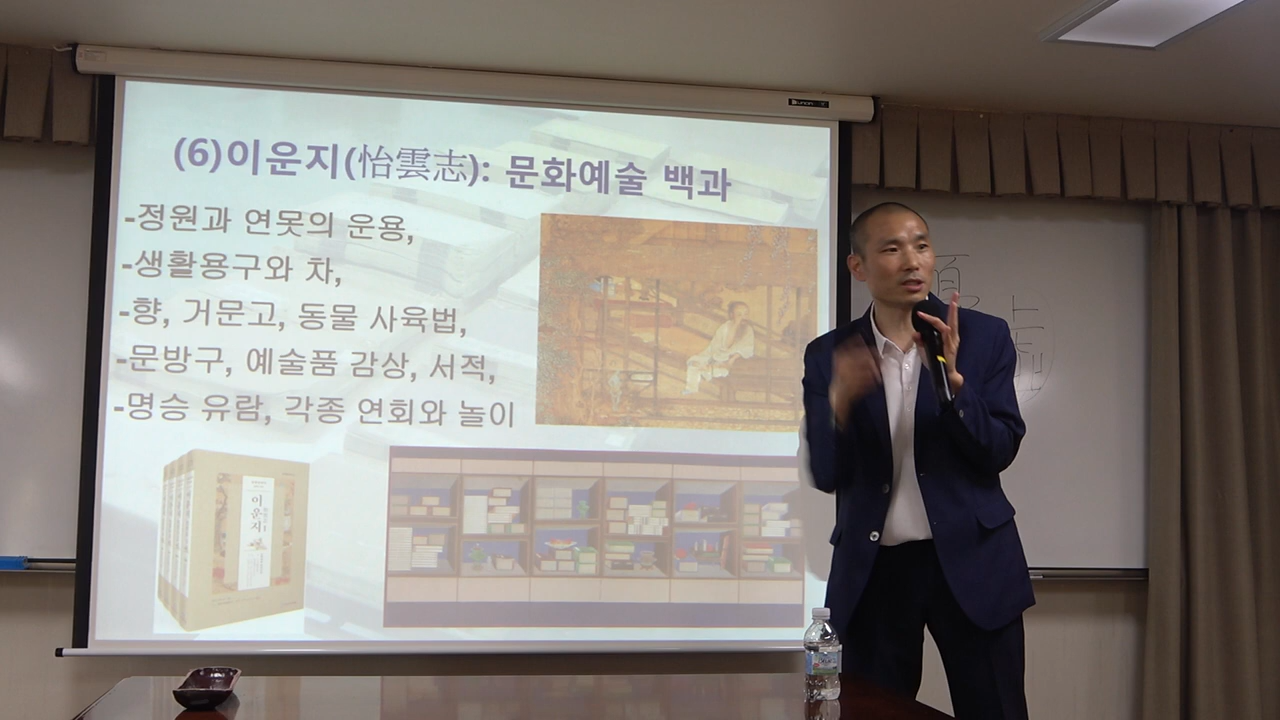 (6)이운지(怡雲志): 문화예술 백과
-정원과 연못의 운용,
-생활용구와 차,
-향, 거문고, 동물 사육법,
-문방구, 예술품 감상, 서적,
-명승 유람, 각종 연회와 놀이
이운지